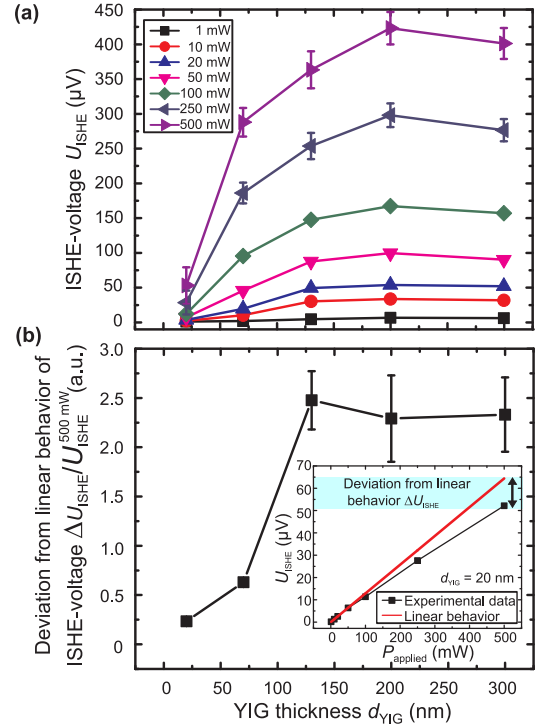 (a)
450
400
350
300
250
200
150
100
50
0
ISHE-voltage U_ISHE (µV)
1 mW
10 mW
20 mW
50 mW
100 mW
250 mW
500 mW
(b)
3.0
2.5
2.0
1.5
1.0
0.5
0
Deviation from linear behavior of
ISHE-voltage ΔU_ISHE/U_ISHE^500 mW (a.u.)
70
60
50
40
30
20
10
0
U_ISHE (µV)
Deviation from linear
behavior ΔU_ISHE
d_YIG = 20 nm
Experimental data
Linear behavior
0 100 200 300 400 500
P_applied (mW)
0 50 100 150 200 250 300
YIG thickness d_YIG (nm)